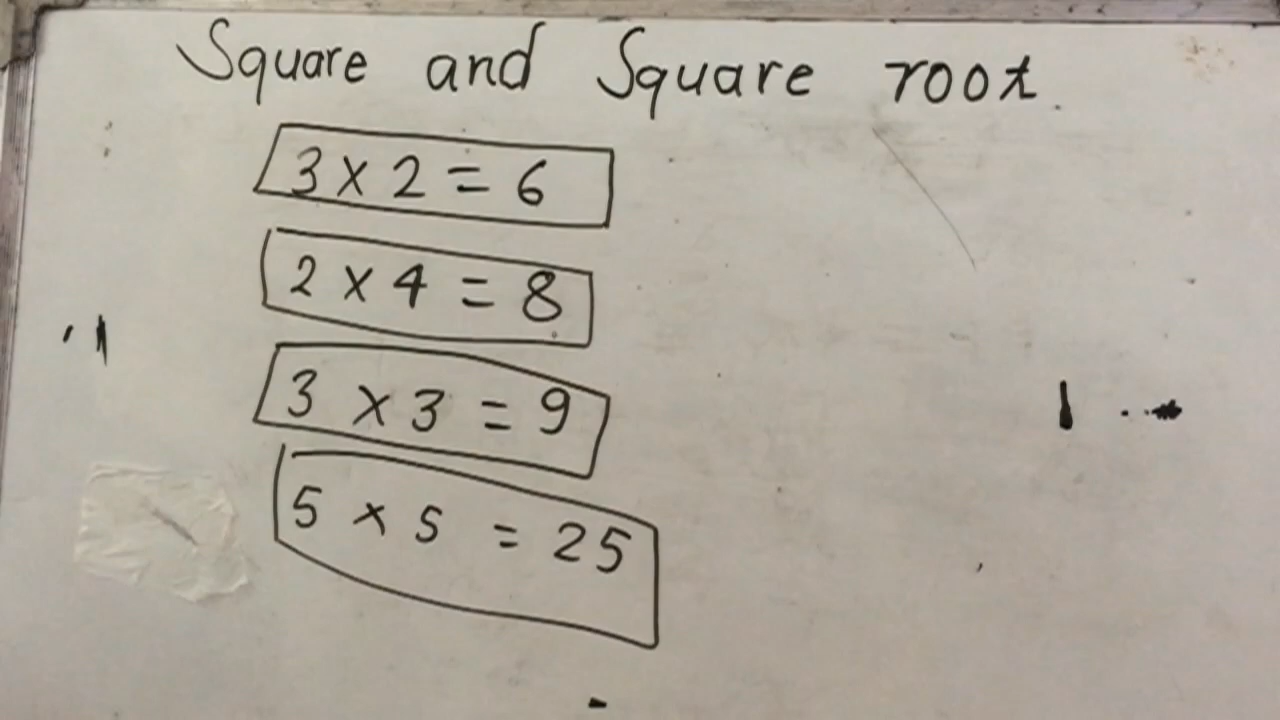 Square and Square root
3 × 2 = 6
2 × 4 = 8
3 × 3 = 9
5 × 5 = 25